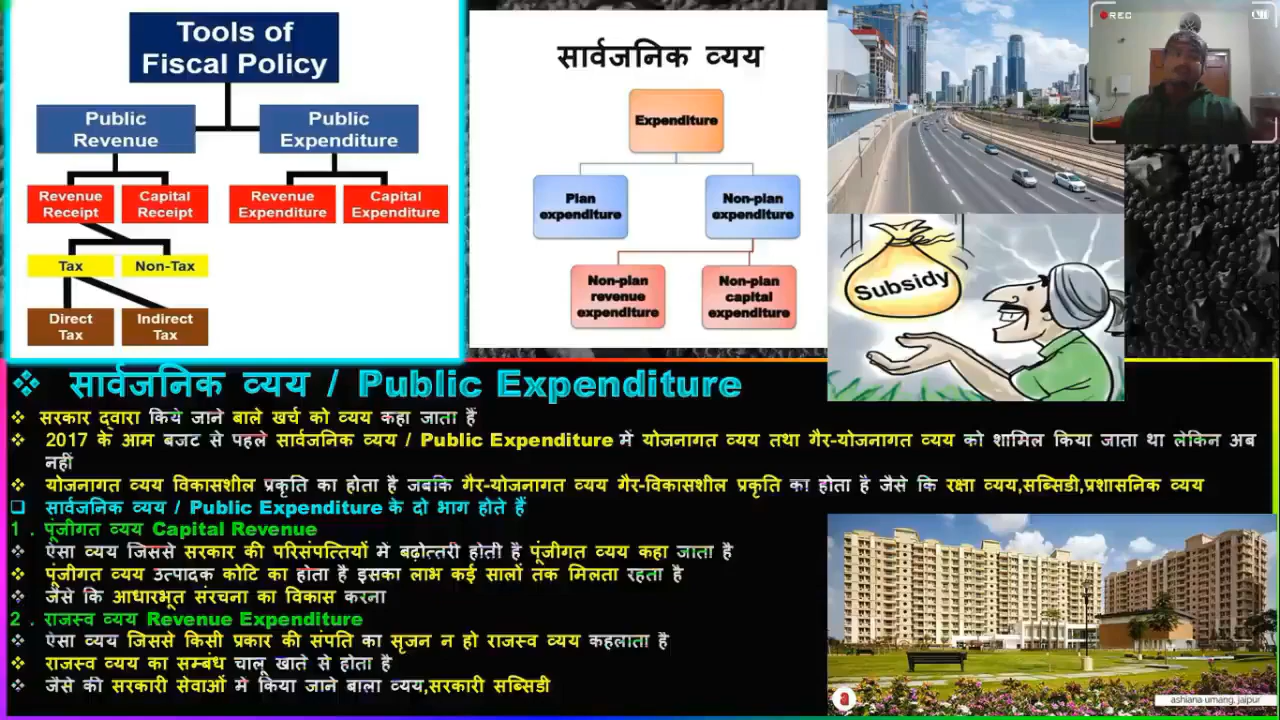 Tools of
Fiscal Policy
Public
Revenue
Public
Expenditure
Revenue
Receipt
Capital
Receipt
Revenue
Expenditure
Capital
Expenditure
Tax
Non-Tax
Direct
Tax
Indirect
Tax
सार्वजनिक व्यय
Expenditure
Plan
expenditure
Non-plan
expenditure
Non-plan
revenue
expenditure
Non-plan
capital
expenditure
REC
Subsidy
❖ सार्वजनिक व्यय / Public Expenditure
❖ सरकार द्वारा किये जाने बाले खर्च को व्यय कहा जाता है
❖ 2017 के आम बजट से पहले सार्वजनिक व्यय / Public Expenditure में योजनागत व्यय तथा गैर-योजनागत व्यय को शामिल किया जाता था लेकिन अब
नहीं
❖ योजनागत व्यय विकासशील प्रकृति का होता है जबकि गैर-योजनागत व्यय गैर-विकासशील प्रकृति का होता है जैसे कि रक्षा व्यय,सब्सिडी,प्रशासनिक व्यय
❑ सार्वजनिक व्यय / Public Expenditure के दो भाग होते हैं
1 . पूंजीगत व्यय Capital Revenue
❖ ऐसा व्यय जिससे सरकार की परिसंपत्तियों में बढ़ोत्तरी होती है पूंजीगत व्यय कहा जाता है
❖ पूंजीगत व्यय उत्पादक कोटि का होता है इसका लाभ कई सालों तक मिलता रहता है
❖ जैसे कि आधारभूत संरचना का विकास करना
2 . राजस्व व्यय Revenue Expenditure
❖ ऐसा व्यय जिससे किसी प्रकार की संपति का सृजन न हो राजस्व व्यय कहलाता है
❖ राजस्व व्यय का सम्बंध चालू खाते से होता है
❖ जैसे की सरकारी सेवाओं में किया जाने बाला व्यय,सरकारी सब्सिडी
a
ashiana umang, jaipur